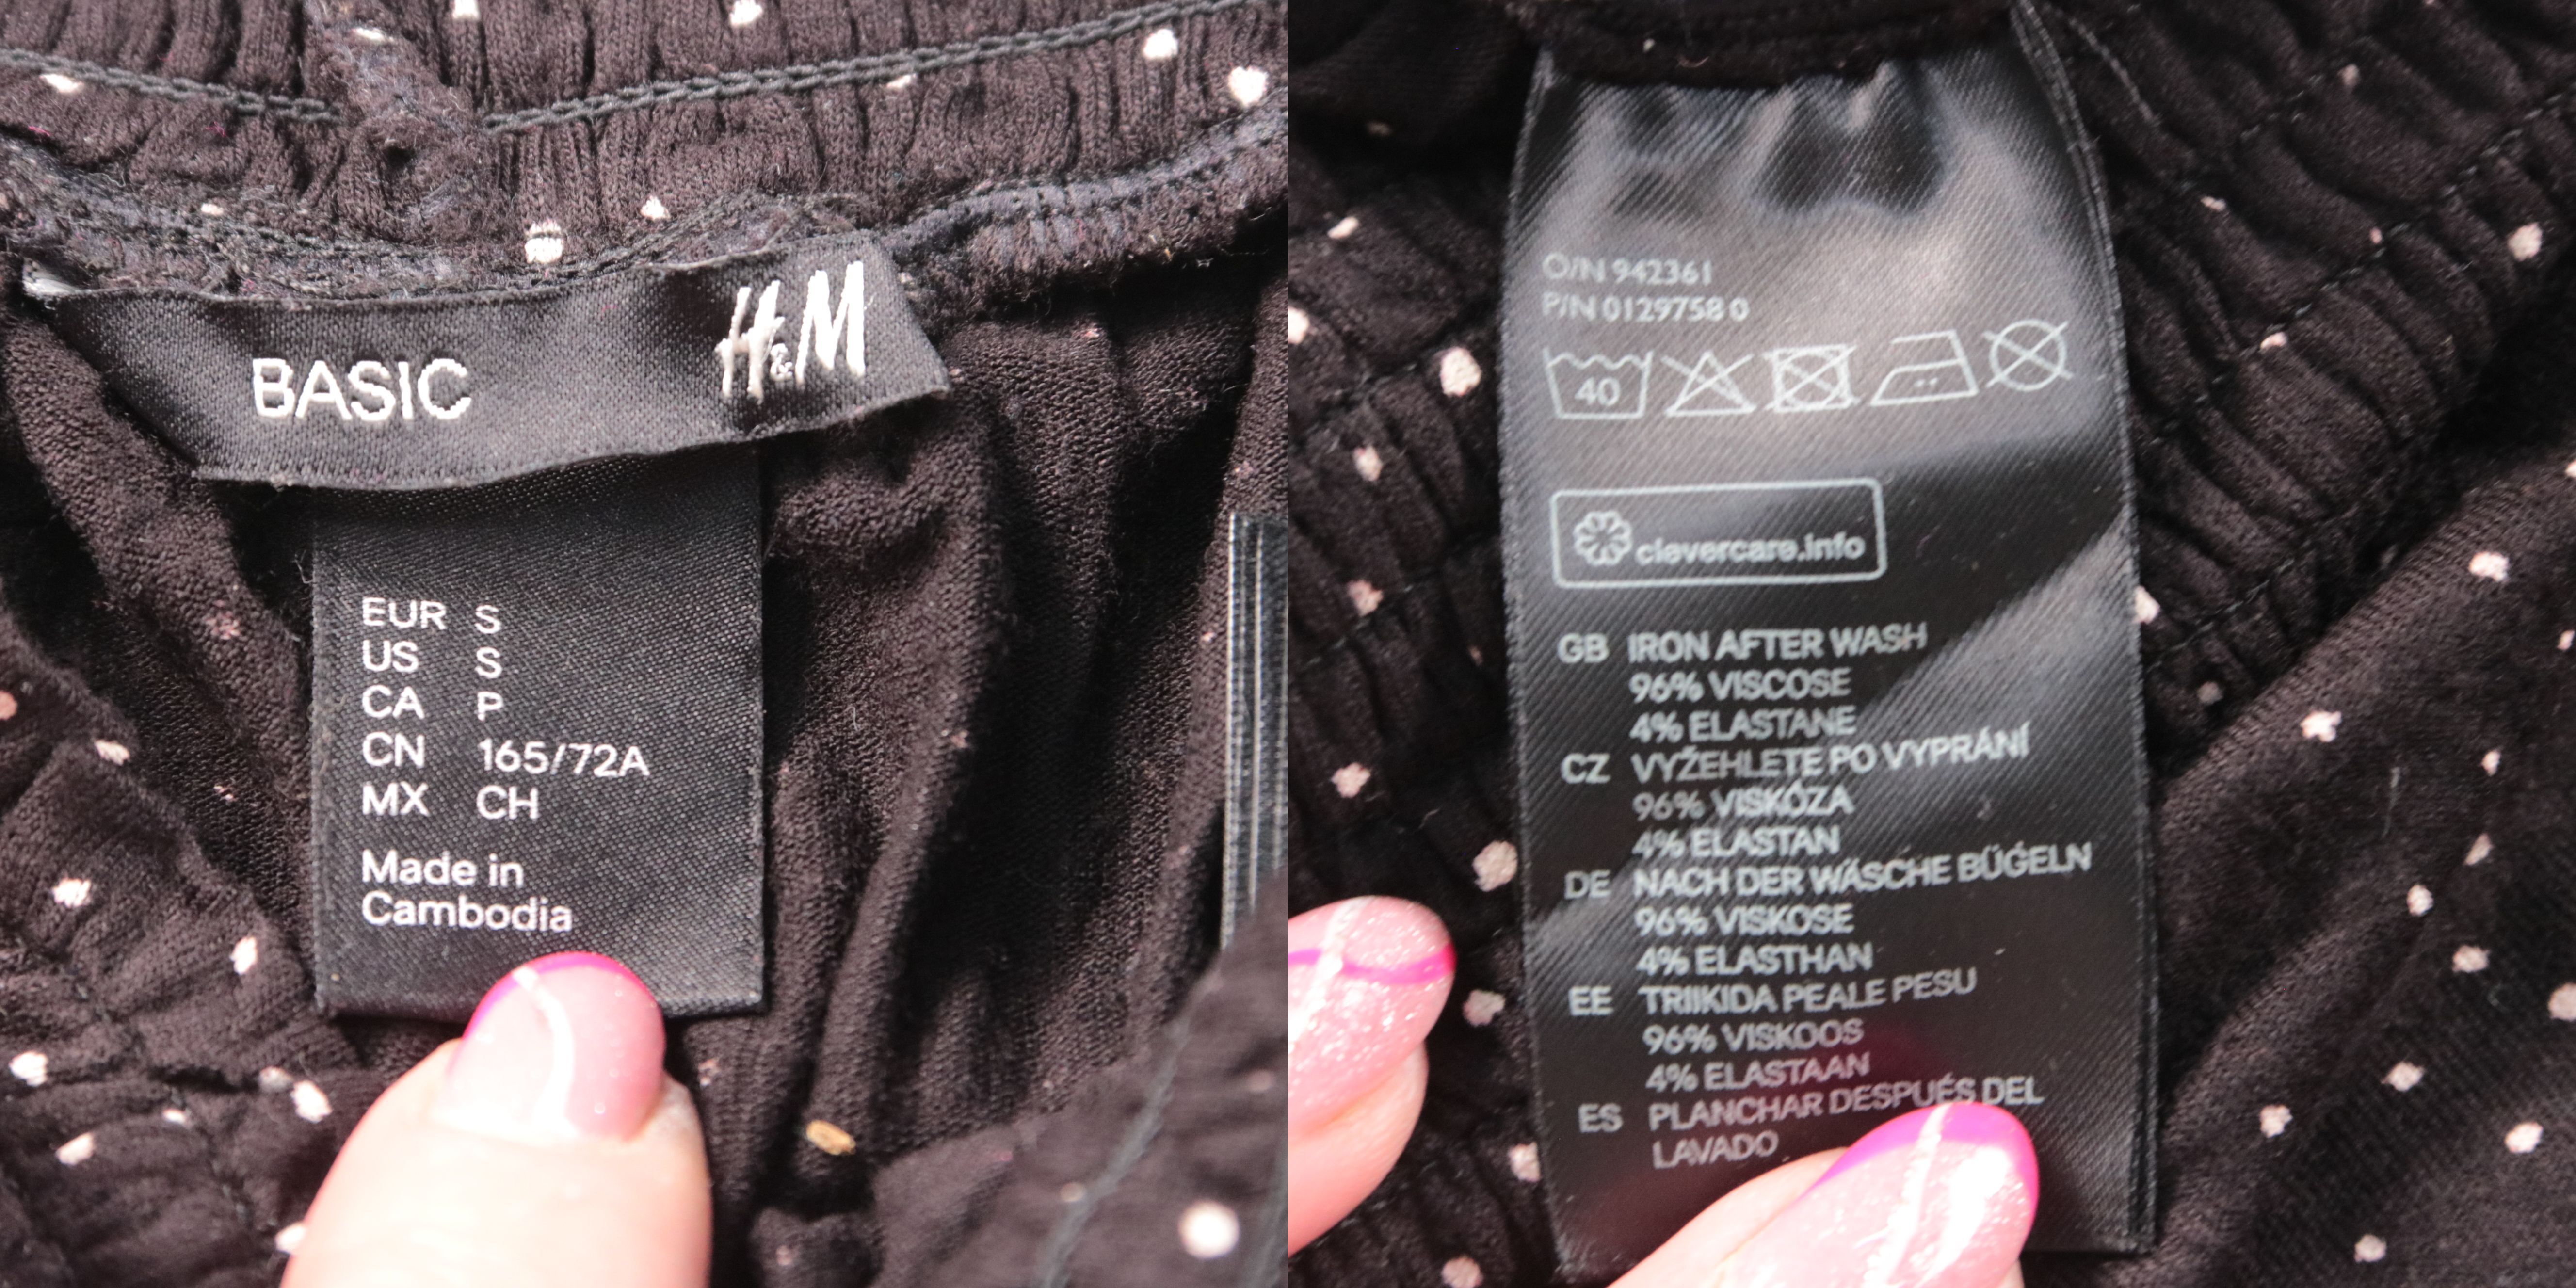 BASIC H&M
EUR S
US S
CA P
CN 165/72A
MX CH
Made in
Cambodia
O/N 942361
P/N 0129758 0
40
clevercare.info
GB IRON AFTER WASH
96% VISCOSE
4% ELASTANE
CZ VYŽEHLETE PO VYPRÁNÍ
96% VISKÓZA
4% ELASTAN
DE NACH DER WÄSCHE BÜGELN
96% VISKOSE
4% ELASTHAN
EE TRIIKIDA PEALE PESU
96% VISKOOS
4% ELASTAAN
ES PLANCHAR DESPUÉS DEL
LAVADO